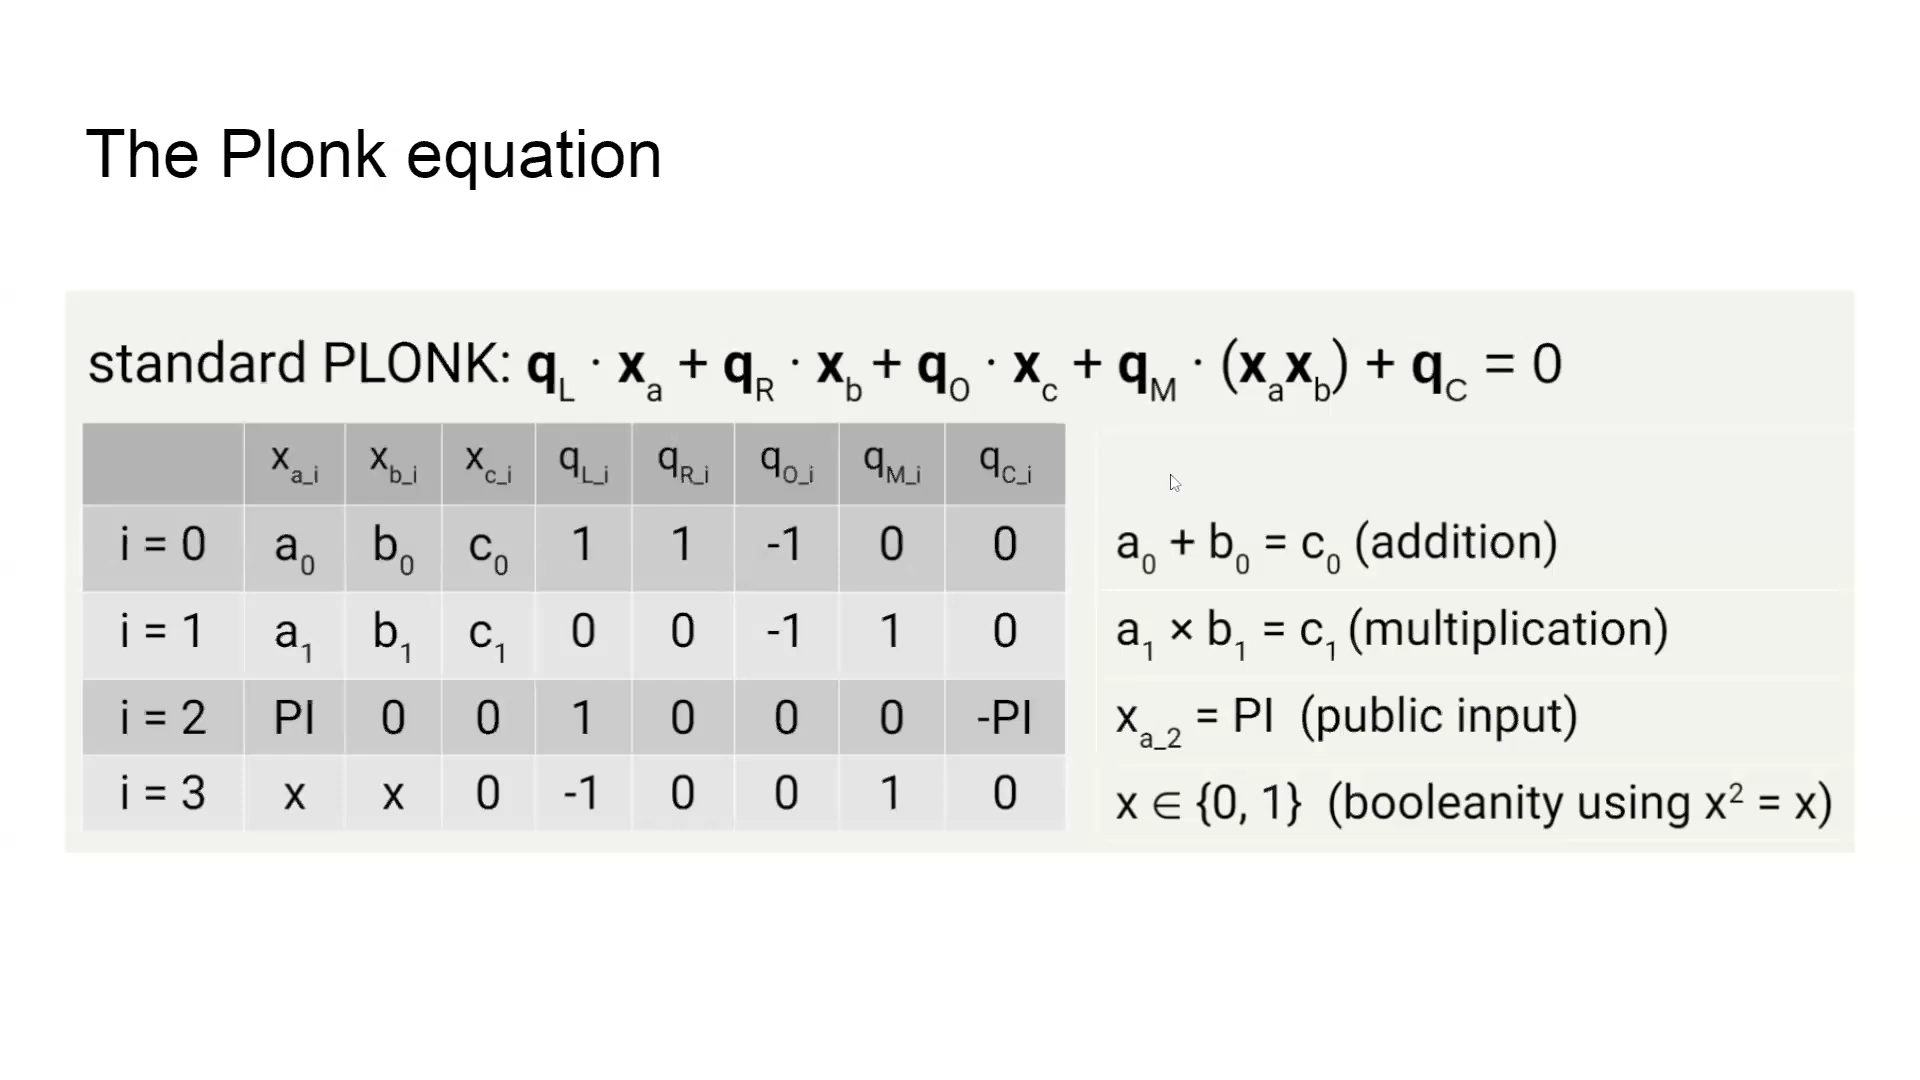 The Plonk equation
standard PLONK: q_L · x_a + q_R · x_b + q_O · x_c + q_M · (x_a x_b) + q_C = 0
x_a_i x_b_i x_c_i q_L_i q_R_i q_O_i q_M_i q_C_i
i = 0 a_0 b_0 c_0 1 1 -1 0 0 a_0 + b_0 = c_0 (addition)
i = 1 a_1 b_1 c_1 0 0 -1 1 0 a_1 × b_1 = c_1 (multiplication)
i = 2 PI 0 0 1 0 0 0 -PI x_a_2 = PI (public input)
i = 3 x x 0 -1 0 0 1 0 x ∈ {0, 1} (booleanity using x² = x)